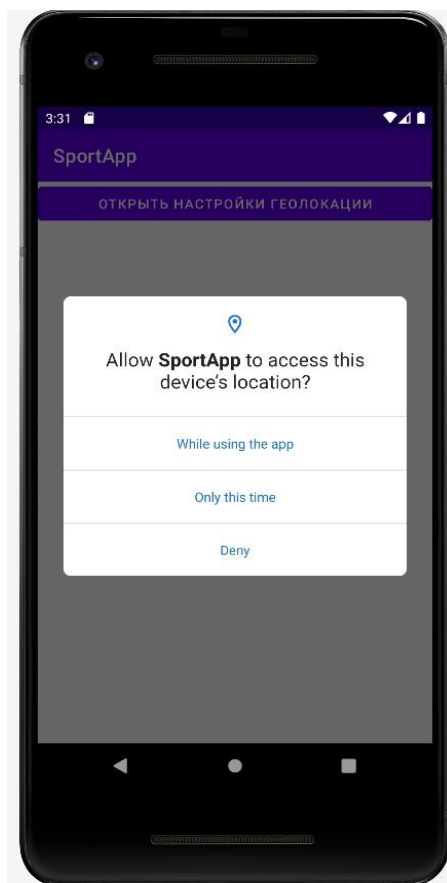 3:31
SportApp
ОТКРЫТЬ НАСТРОЙКИ ГЕОЛОКАЦИИ
Allow SportApp to access this
device's location?
While using the app
Only this time
Deny